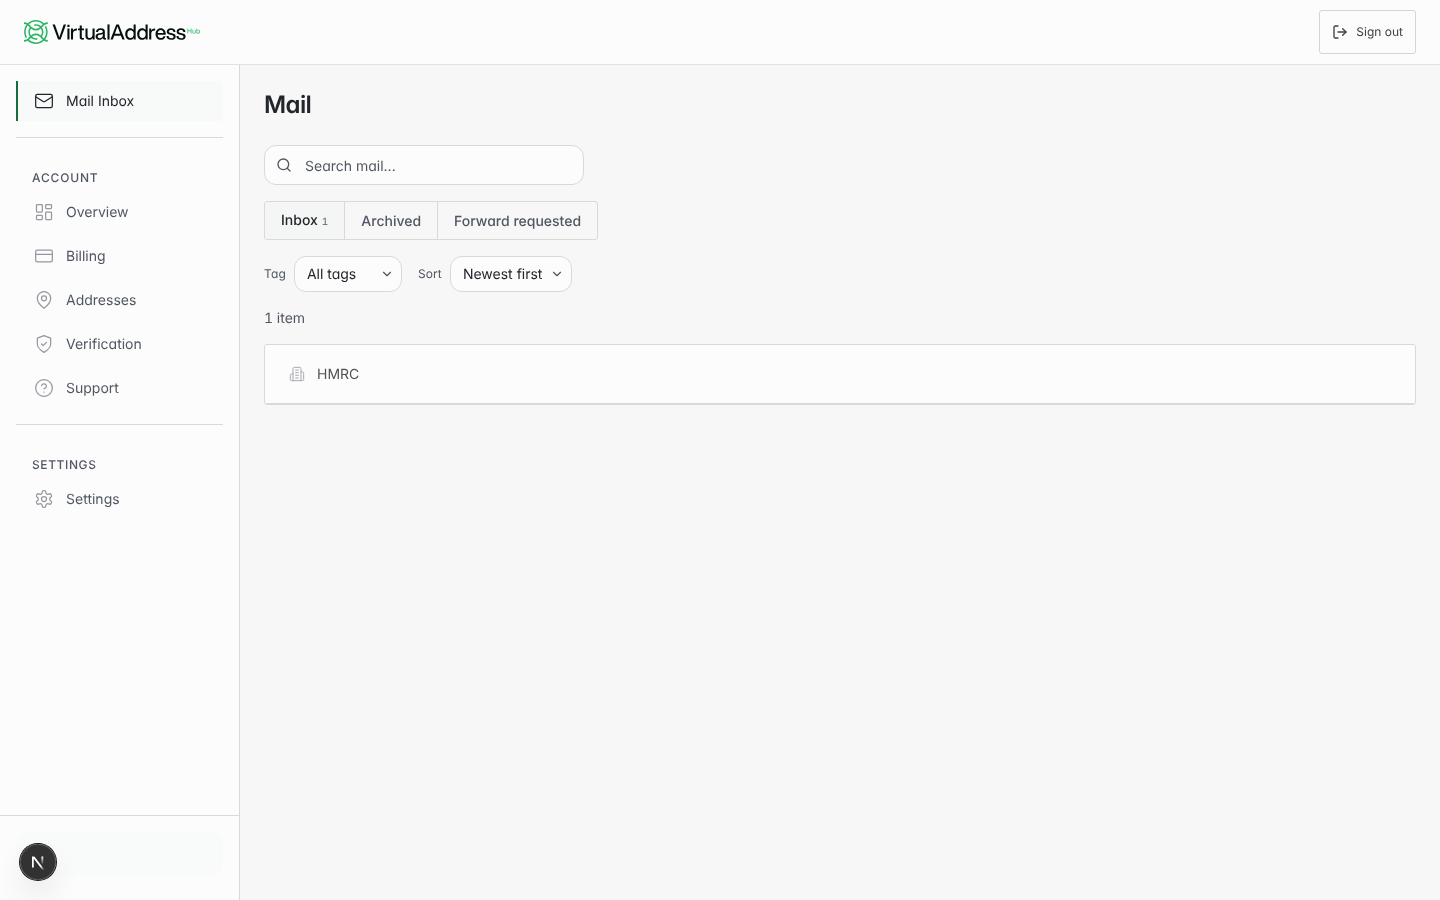 VirtualAddress Hub
Sign out
Mail Inbox
ACCOUNT
Overview
Billing
Addresses
Verification
Support
SETTINGS
Settings
N
Mail
Search mail...
Inbox 1
Archived
Forward requested
Tag
All tags
Sort
Newest first
1 item
HMRC